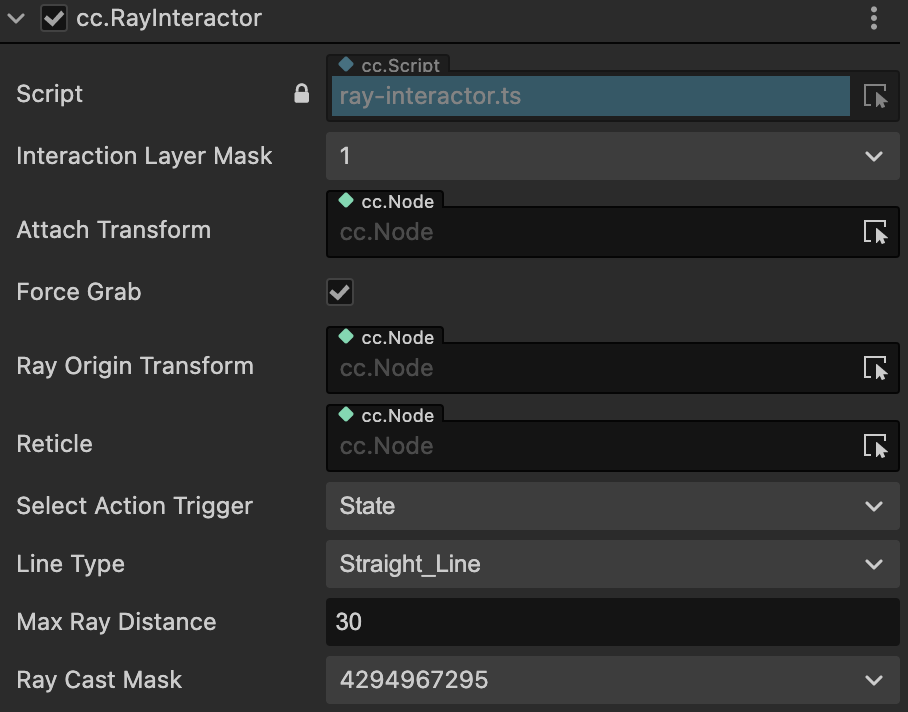 cc.RayInteractor
cc.Script
Script
ray-interactor.ts
Interaction Layer Mask
1
cc.Node
Attach Transform
cc.Node
Force Grab
cc.Node
Ray Origin Transform
cc.Node
cc.Node
Reticle
cc.Node
Select Action Trigger
State
Line Type
Straight_Line
Max Ray Distance
30
Ray Cast Mask
4294967295